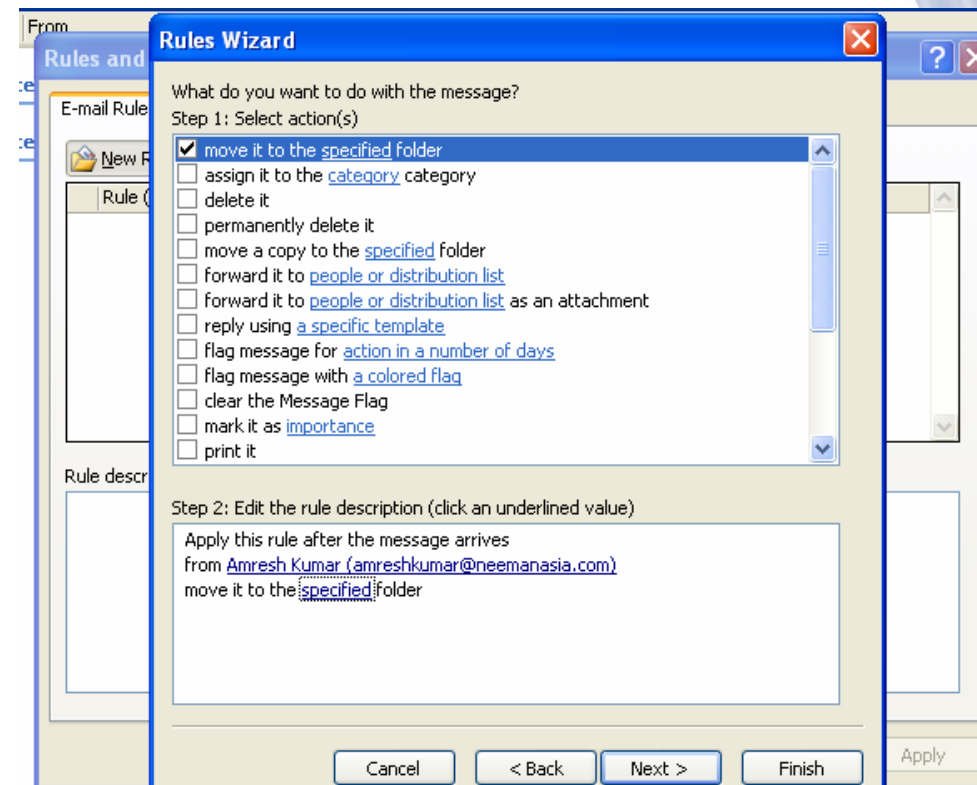 From
Rules and
Rules Wizard
E-mail Rule
New R
Rule (
Rule descr
What do you want to do with the message?
Step 1: Select action(s)
move it to the specified folder
assign it to the category category
delete it
permanently delete it
move a copy to the specified folder
forward it to people or distribution list
forward it to people or distribution list as an attachment
reply using a specific template
flag message for action in a number of days
flag message with a colored flag
clear the Message Flag
mark it as importance
print it
Step 2: Edit the rule description (click an underlined value)
Apply this rule after the message arrives
from Amresh Kumar (amreshkumar@neemanasia.com)
move it to the specified folder
Cancel
< Back
Next >
Finish
Apply